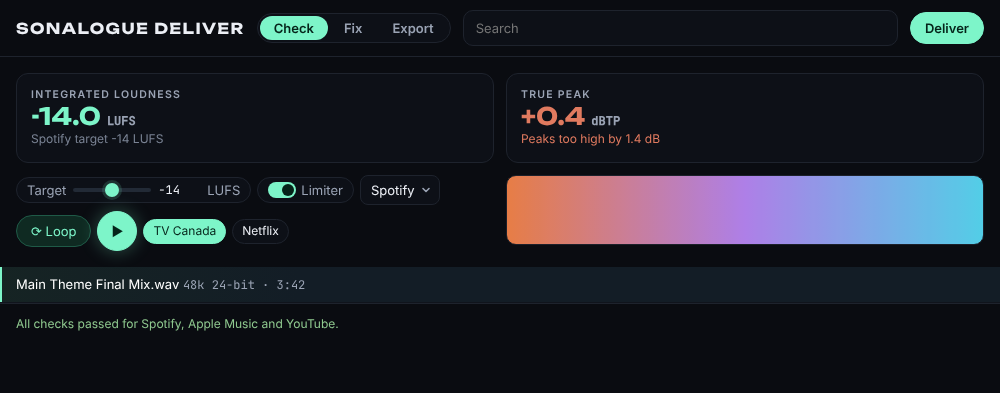 SONALOGUE DELIVER Check Fix Export Search Deliver
INTEGRATED LOUDNESS
-14.0 LUFS
Spotify target -14 LUFS
TRUE PEAK
+0.4 dBTP
Peaks too high by 1.4 dB
Target -14 LUFS Limiter Spotify
⟳ Loop TV Canada Netflix
Main Theme Final Mix.wav 48k 24-bit · 3:42
All checks passed for Spotify, Apple Music and YouTube.